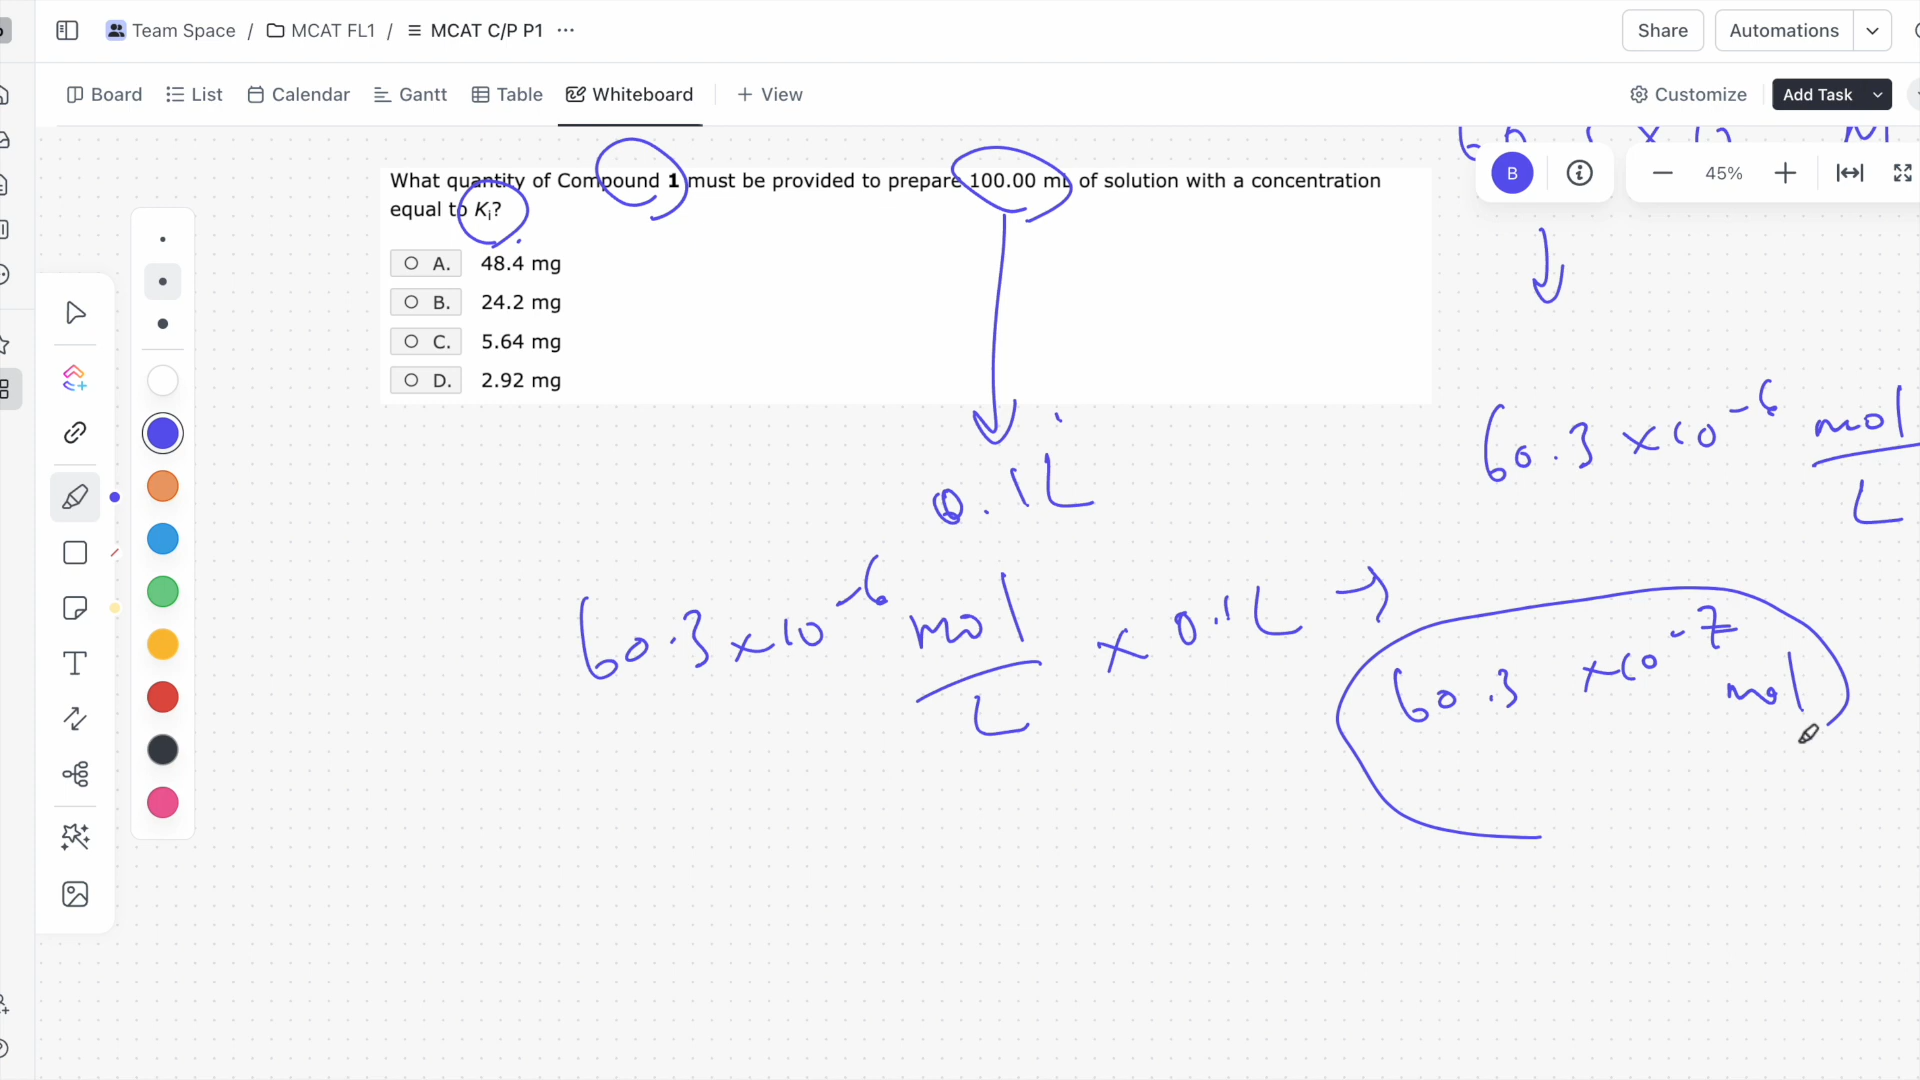 Team Space / MCAT FL1 / MCAT C/P P1 ...
Share
Automations
Board
List
Calendar
Gantt
Table
Whiteboard
+ View
Customize
Add Task
B
45%
What quantity of Compound 1 must be provided to prepare 100.00 mL of solution with a concentration
equal to Ki?
A. 48.4 mg
B. 24.2 mg
C. 5.64 mg
D. 2.92 mg
60.3 ×10⁻⁶ mol
L
0.1L
60.3 ×10⁻⁶ mol × 0.1L →
L
60.3 ×10⁻⁷ mol
T